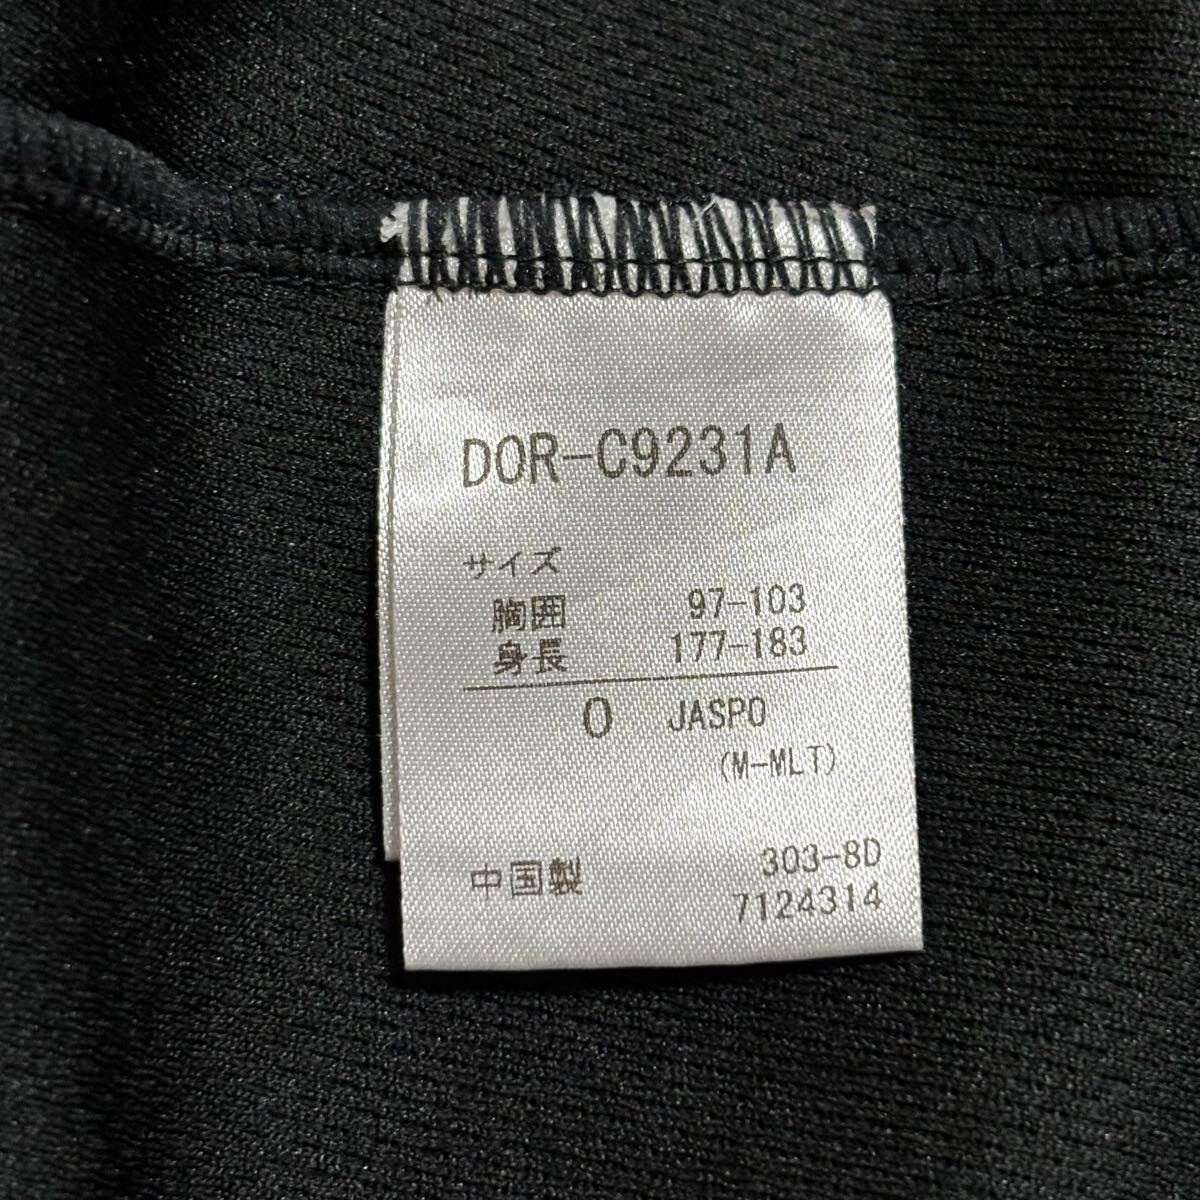 DOR-C9231A
サイズ
胸囲 97-103
身長 177-183
O JASPO
(M-MLT)
中国製 303-8D
7124314